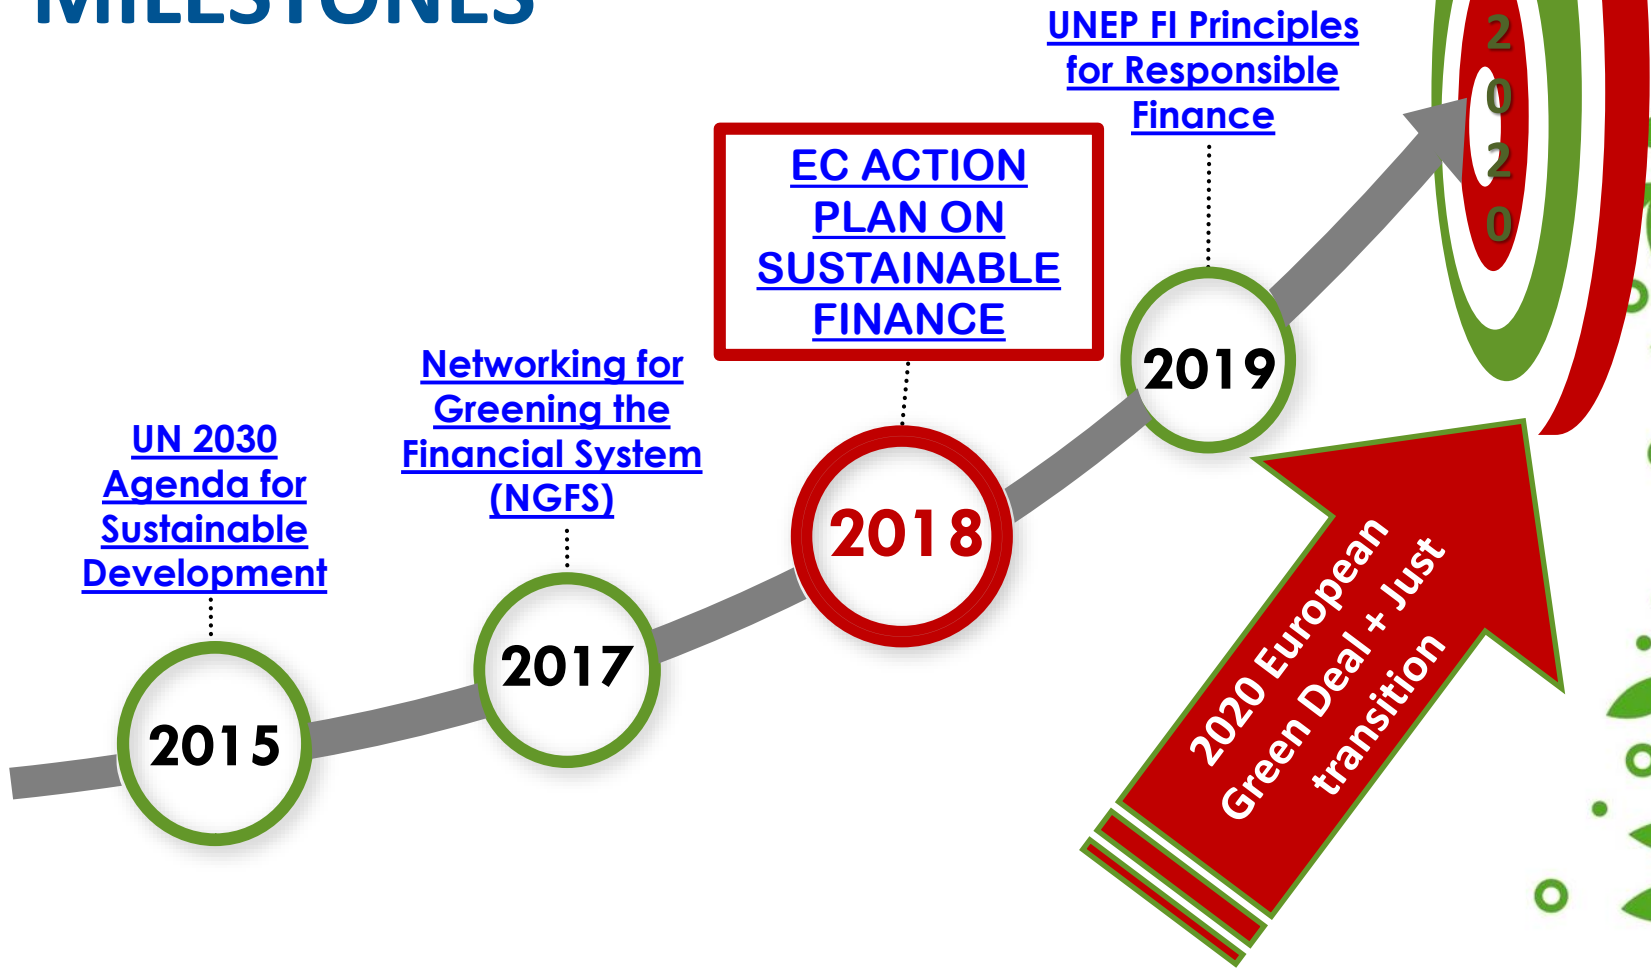 MILESTONES
UNEP FI Principles
for Responsible
Finance
2
0
2
0
EC ACTION
PLAN ON
SUSTAINABLE
FINANCE
Networking for
Greening the
Financial System
(NGFS)
UN 2030
Agenda for
Sustainable
Development
2015
2017
2018
2019
2020 European
Green Deal + Just
transition